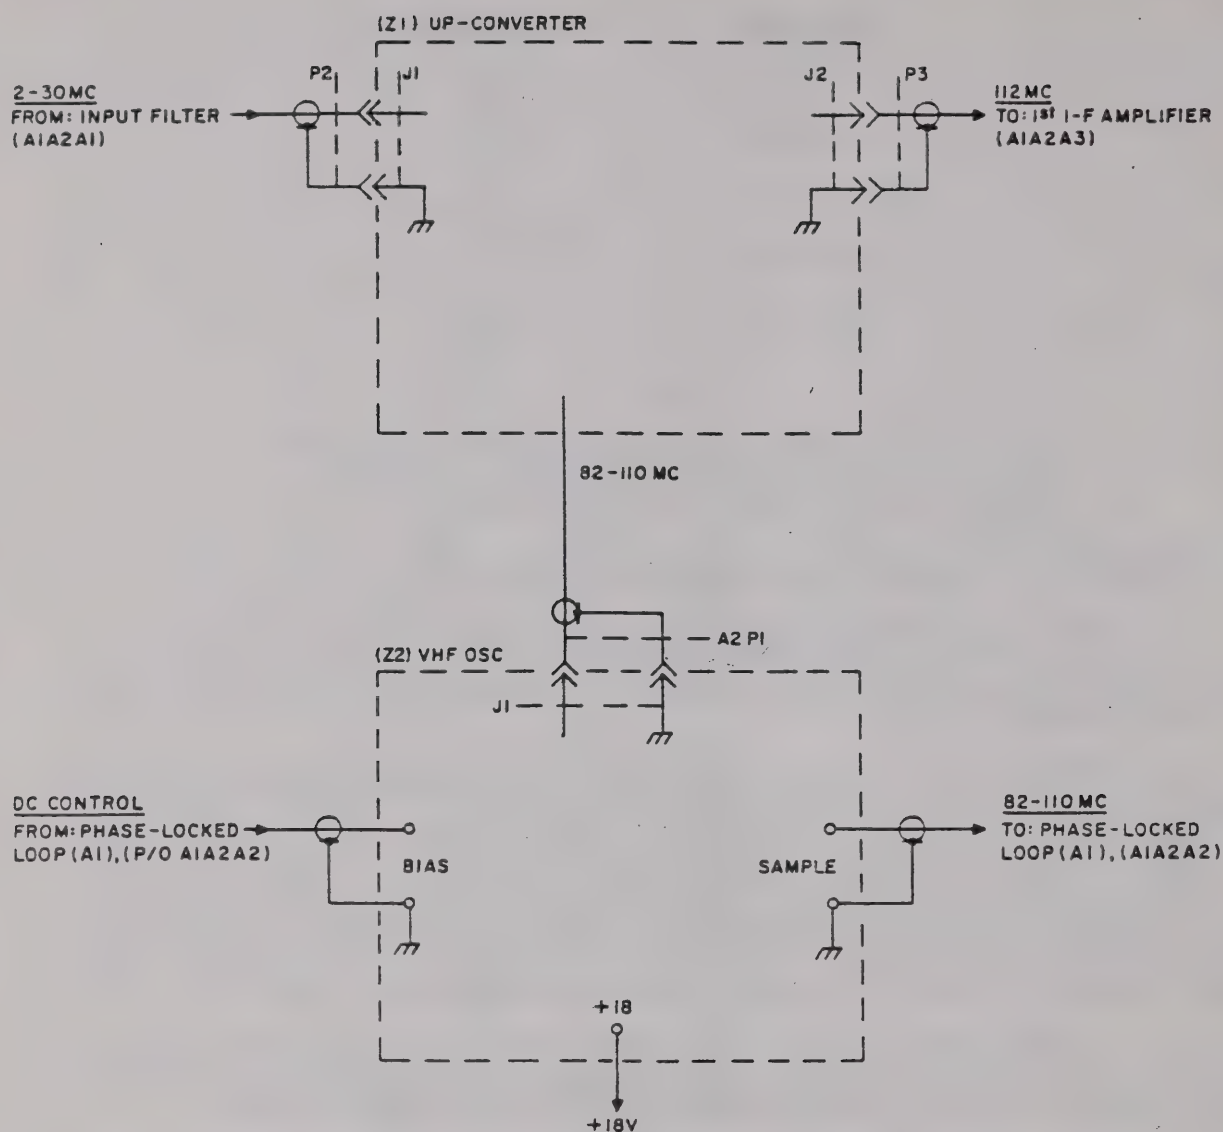 (Z1) UP-CONVERTER
P2
J1
J2
P3
2-30MC
FROM: INPUT FILTER
(A1A2A1)
112MC
TO: 1st I-F AMPLIFIER
(A1A2A3)
82-110 MC
A2 P1
(Z2) VHF OSC
J1
DC CONTROL
FROM: PHASE-LOCKED
LOOP (A1), (P/O A1A2A2)
BIAS
SAMPLE
82-110MC
TO: PHASE-LOCKED
LOOP (A1), (A1A2A2)
+18
+18V